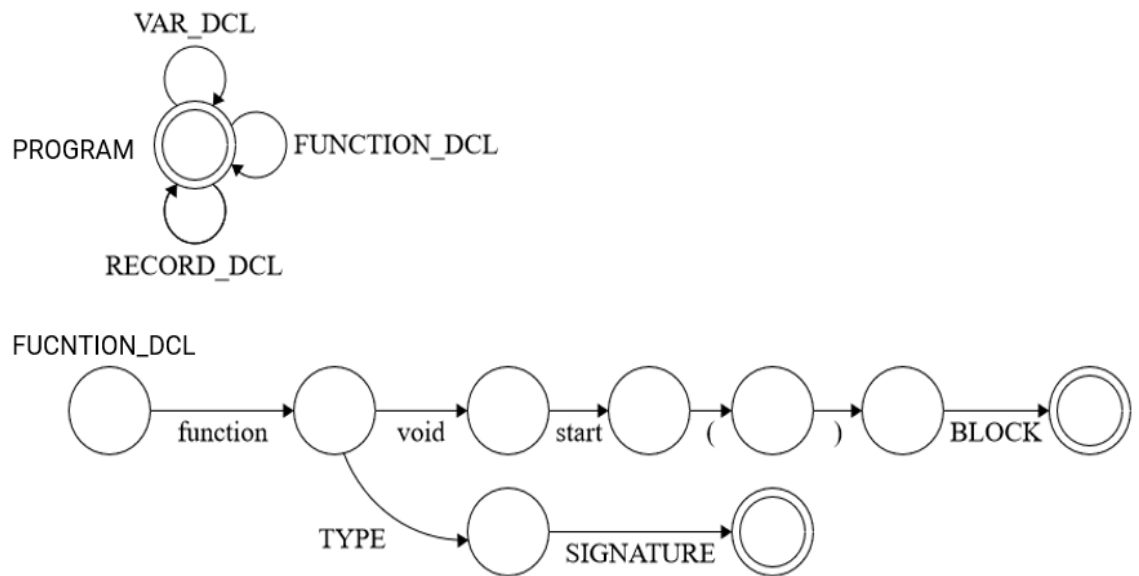 VAR_DCL
PROGRAM
FUNCTION_DCL
RECORD_DCL
FUCNTION_DCL
function
void
start
(
)
BLOCK
TYPE
SIGNATURE